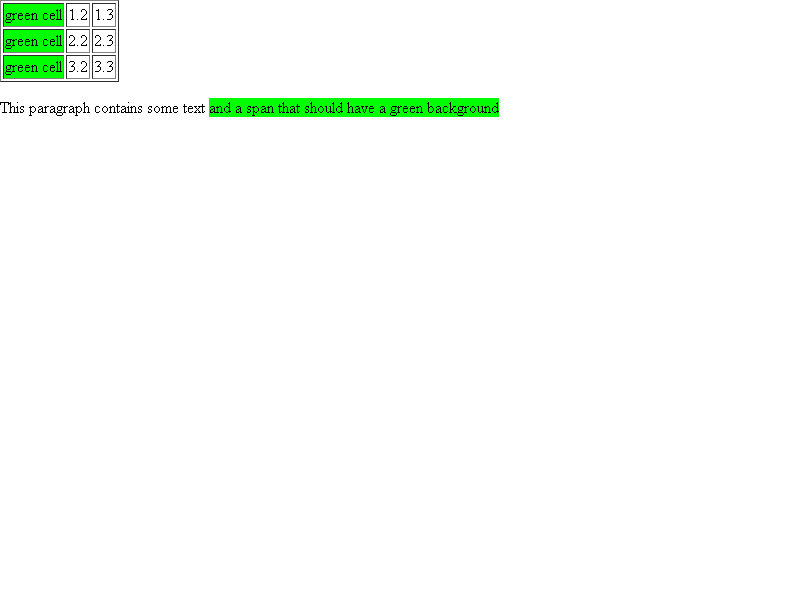 green cell 1.2 1.3
green cell 2.2 2.3
green cell 3.2 3.3
This paragraph contains some text and a span that should have a green background